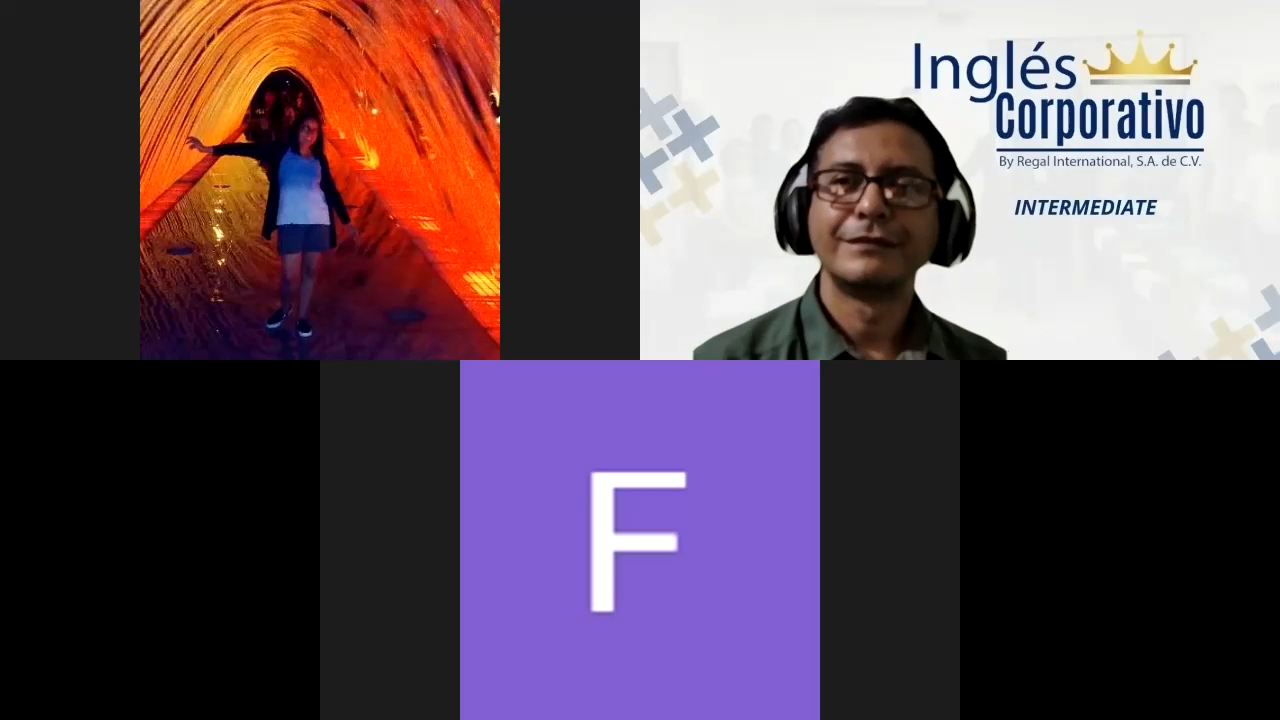 Inglés
Corporativo
By Regal International, S.A. de C.V.
INTERMEDIATE
F